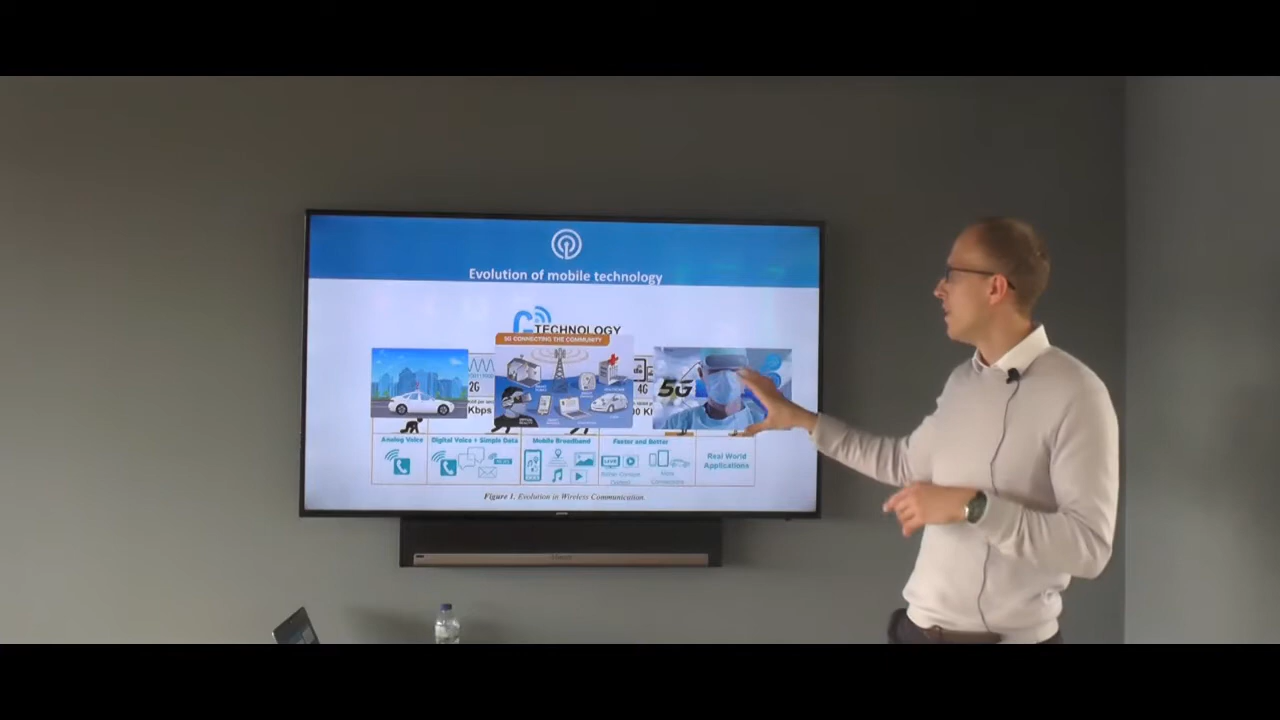 Evolution of mobile technology
G TECHNOLOGY
5G CONNECTING THE COMMUNITY
2G
5G
4G
Kbps
Analog Voice
Digital Voice + Simple Data
Mobile Broadband
Faster and Better
Real World
Applications
LIVE
Figure 1. Evolution in Wireless Communication.